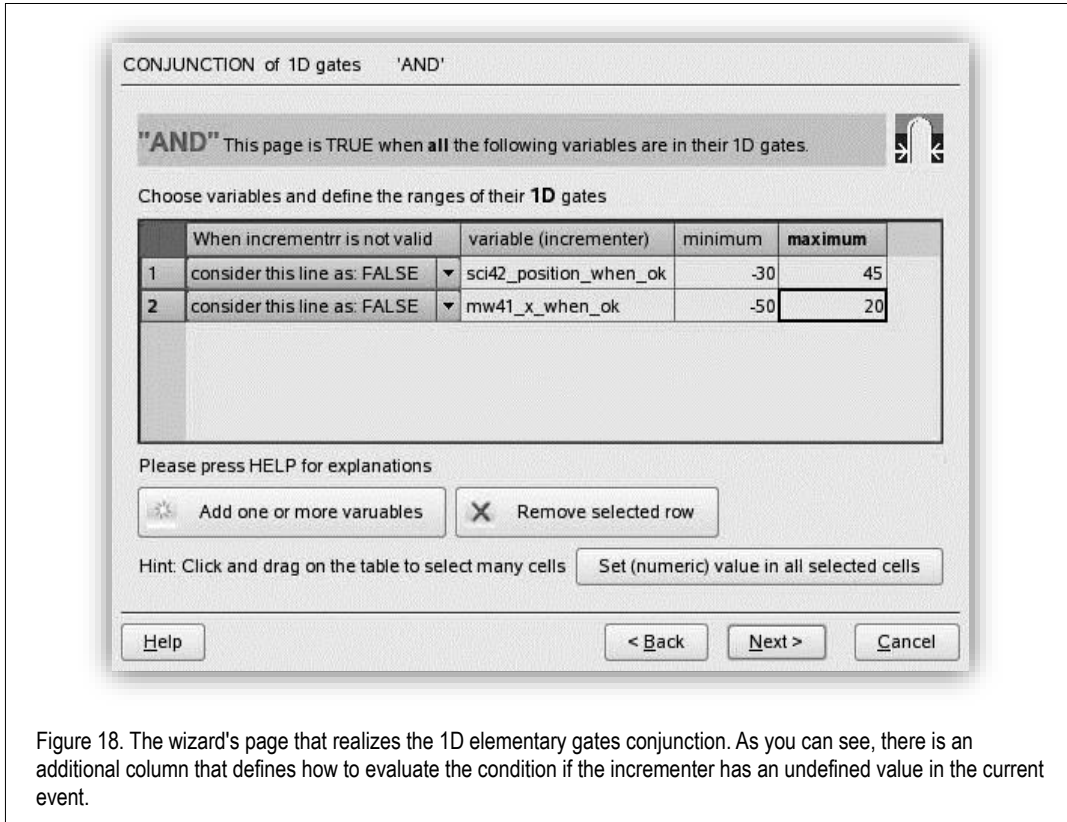 CONJUNCTION of 1D gates 'AND'
"AND" This page is TRUE when all the following variables are in their 1D gates.
Choose variables and define the ranges of their 1D gates
When incrementrr is not valid variable (incrementer) minimum maximum
1 consider this line as: FALSE sci42_position_when_ok -30 45
2 consider this line as: FALSE mw41_x_when_ok -50 20
Please press HELP for explanations
Add one or more varuables Remove selected row
Hint: Click and drag on the table to select many cells Set (numeric) value in all selected cells
Help < Back Next > Cancel
Figure 18. The wizard's page that realizes the 1D elementary gates conjunction. As you can see, there is an
additional column that defines how to evaluate the condition if the incrementer has an undefined value in the current
event.